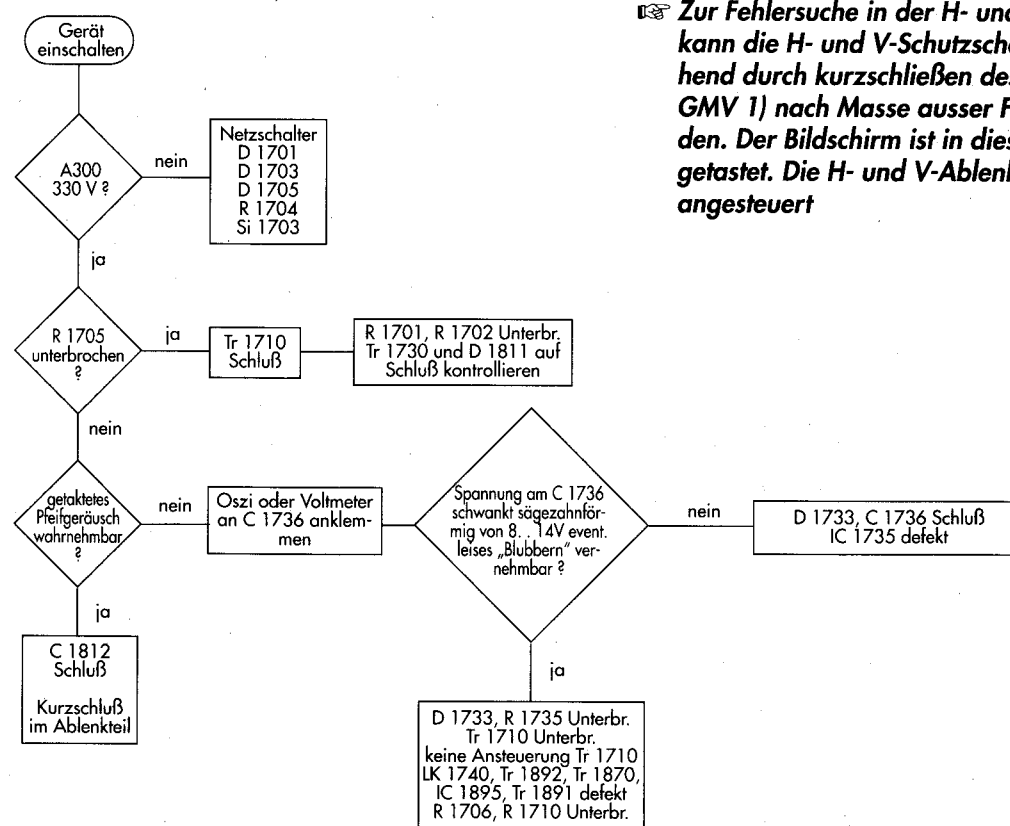 Gerät
einschalten
☞ Zur Fehlersuche in der H- und
kann die H- und V-Schutzsch
hend durch kurzschließen de
GMV 1) nach Masse ausser F
den. Der Bildschirm ist in dies
getastet. Die H- und V-Ablenk
angesteuert
A300
330 V ?
nein
Netzschalter
D 1701
D 1703
D 1705
R 1704
Si 1703
ja
R 1705
unterbrochen
?
ja
Tr 1710
Schluß
R 1701, R 1702 Unterbr.
Tr 1730 und D 1811 auf
Schluß kontrollieren
nein
getaktetes
Pfeifgeräusch
wahrnehmbar
?
nein
Oszi oder Voltmeter
an C 1736 anklem-
men
Spannung am C 1736
schwankt sägezahnför-
mig von 8. . 14V event.
leises „Blubbern" ver-
nehmbar ?
nein
D 1733, C 1736 Schluß
IC 1735 defekt
ja
C 1812
Schluß
Kurzschluß
im Ablenkteil
ja
D 1733, R 1735 Unterbr.
Tr 1710 Unterbr.
keine Ansteuerung Tr 1710
LK 1740, Tr 1892, Tr 1870,
IC 1895, Tr 1891 defekt
R 1706, R 1710 Unterbr.